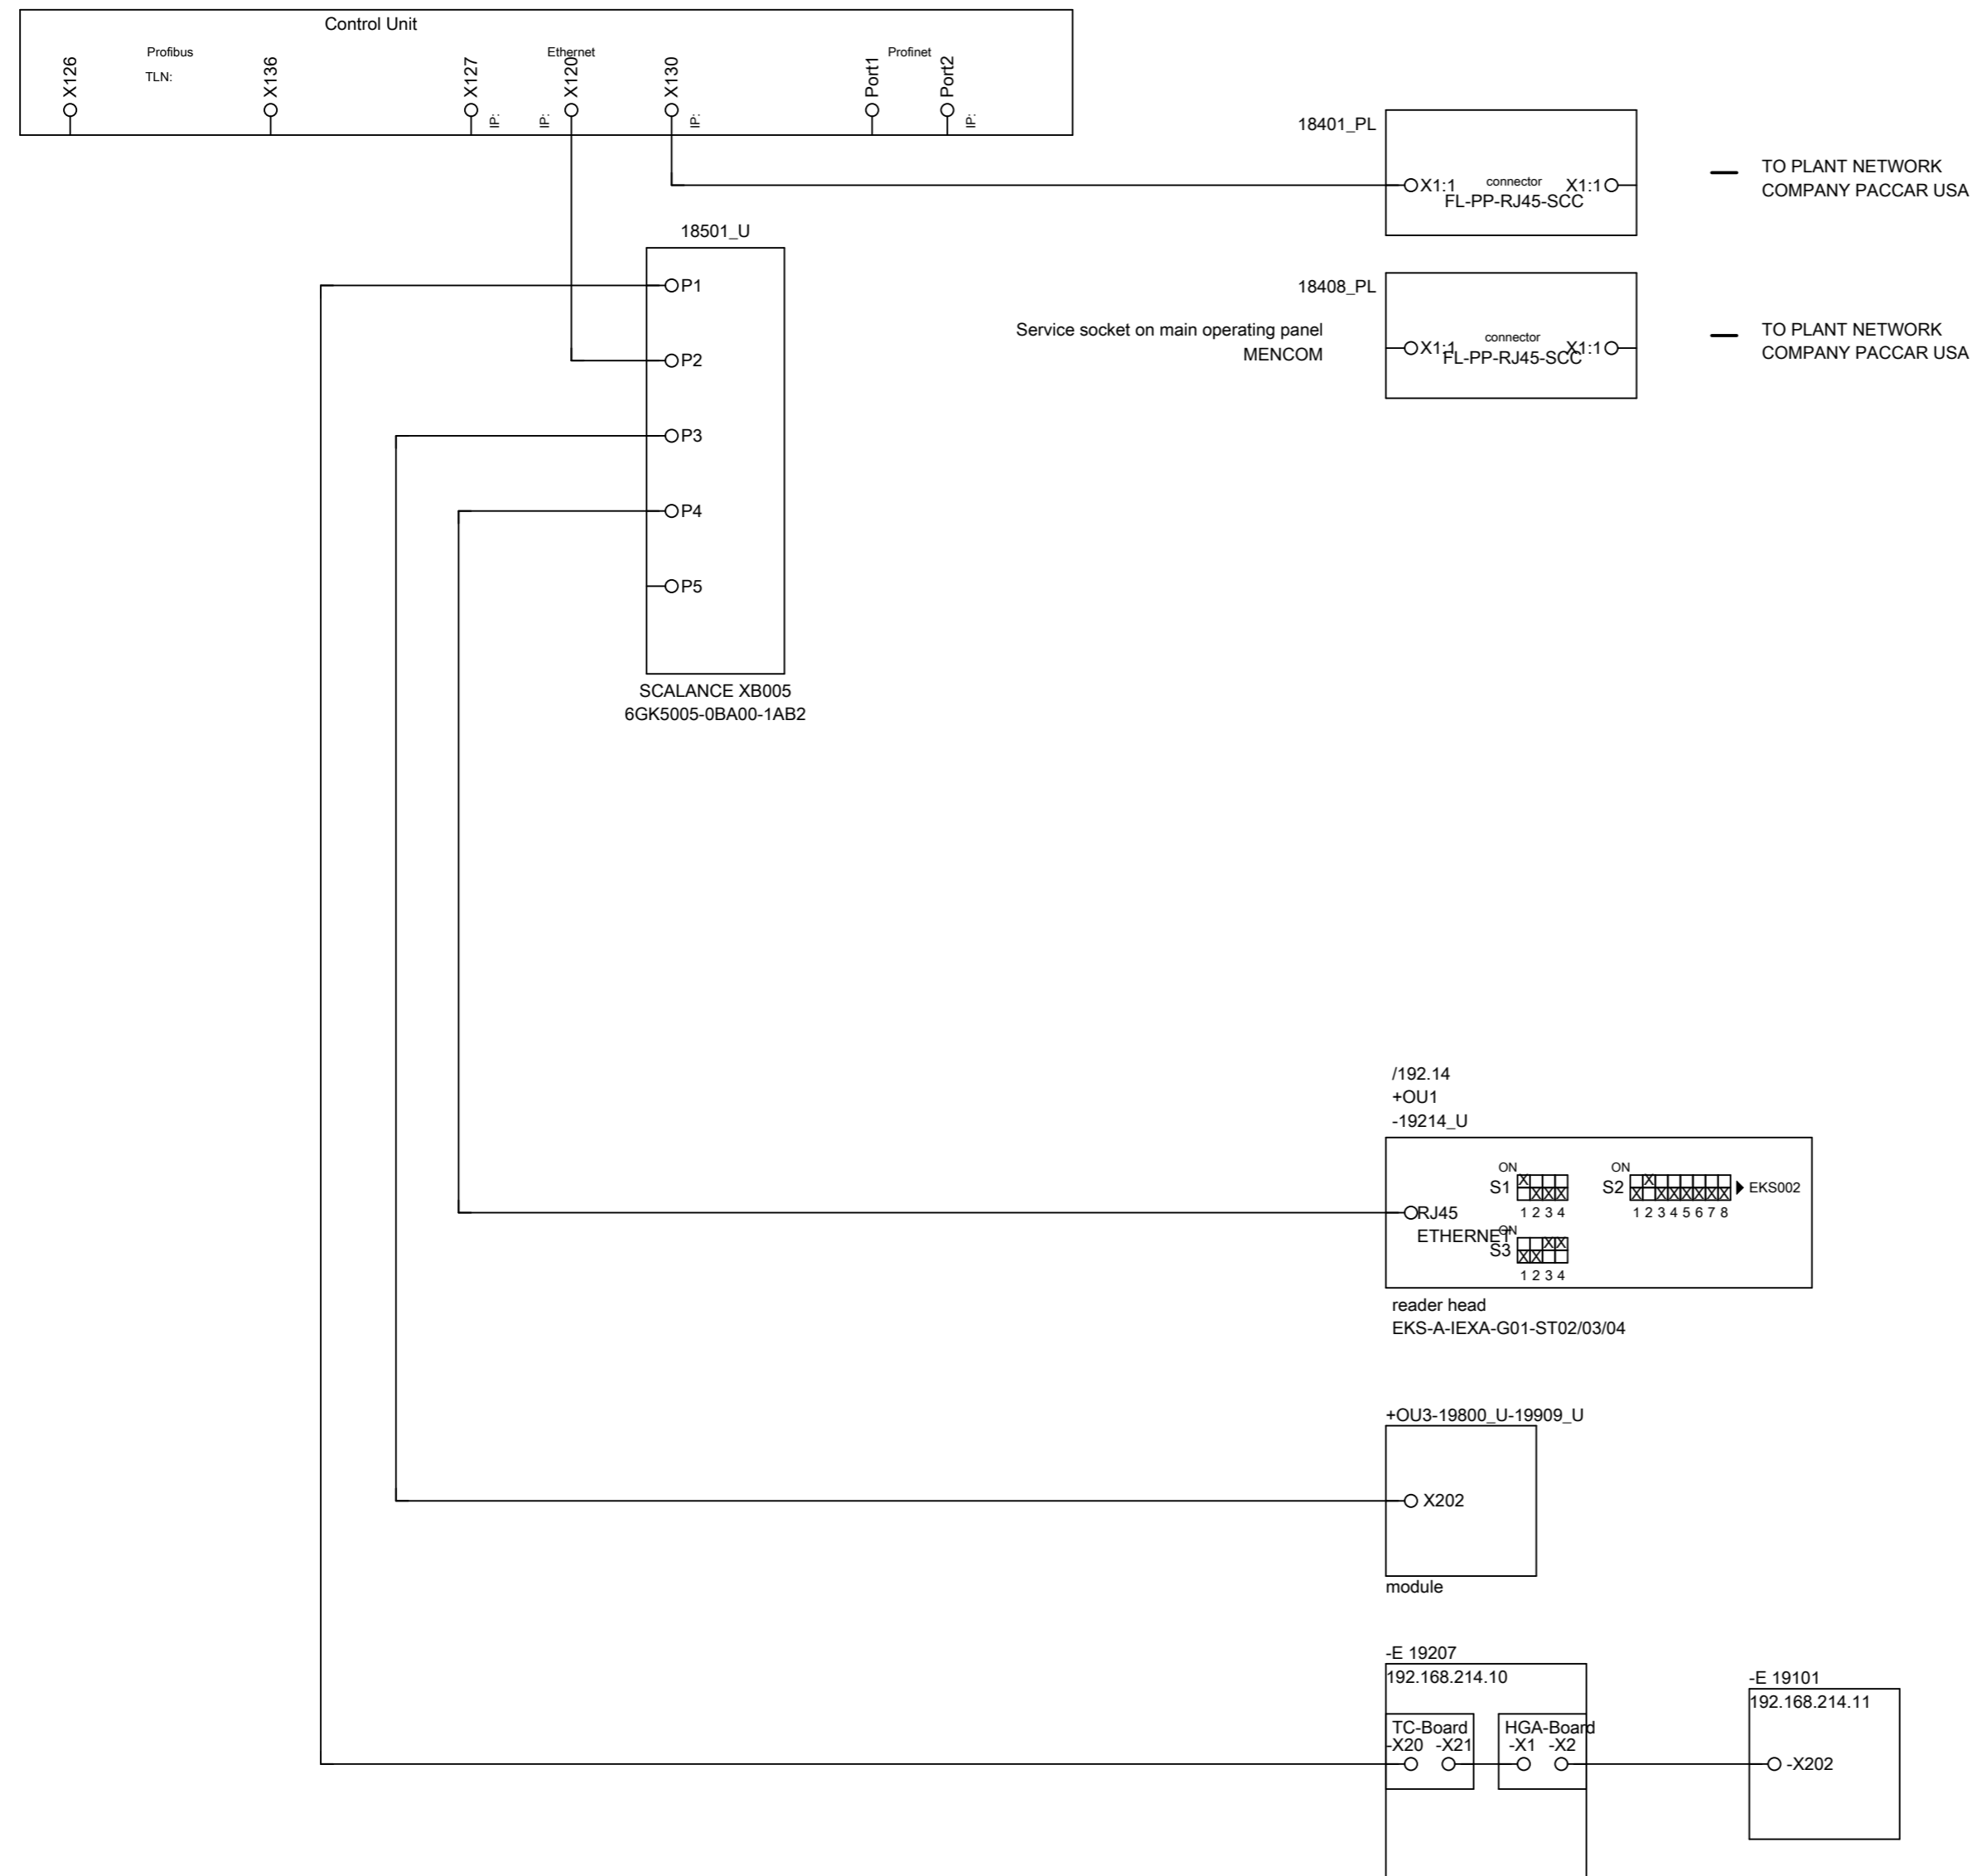 Control Unit
Profibus
Ethernet
Profinet
TLN:
X126
X136
X127
X120
X130
Port1
Port2
IP:
IP:
IP:
IP:
18401_PL
X1:1
connector
X1:1
FL-PP-RJ45-SCC
TO PLANT NETWORK
COMPANY PACCAR USA
18501_U
P1
P2
P3
P4
P5
SCALANCE XB005
6GK5005-0BA00-1AB2
18408_PL
Service socket on main operating panel
MENCOM
X1:1
connector
X1:1
FL-PP-RJ45-SCC
TO PLANT NETWORK
COMPANY PACCAR USA
/192.14
+OU1
-19214_U
ON
S1
X
X X X
1 2 3 4
ON
S2
X
X X X X X X X
1 2 3 4 5 6 7 8
EKS002
RJ45
ETHERNET
ON
S3
X X
X X
1 2 3 4
reader head
EKS-A-IEXA-G01-ST02/03/04
+OU3-19800_U-19909_U
X202
module
-E 19207
192.168.214.10
TC-Board
-X20 -X21
HGA-Board
-X1 -X2
-E 19101
192.168.214.11
-X202